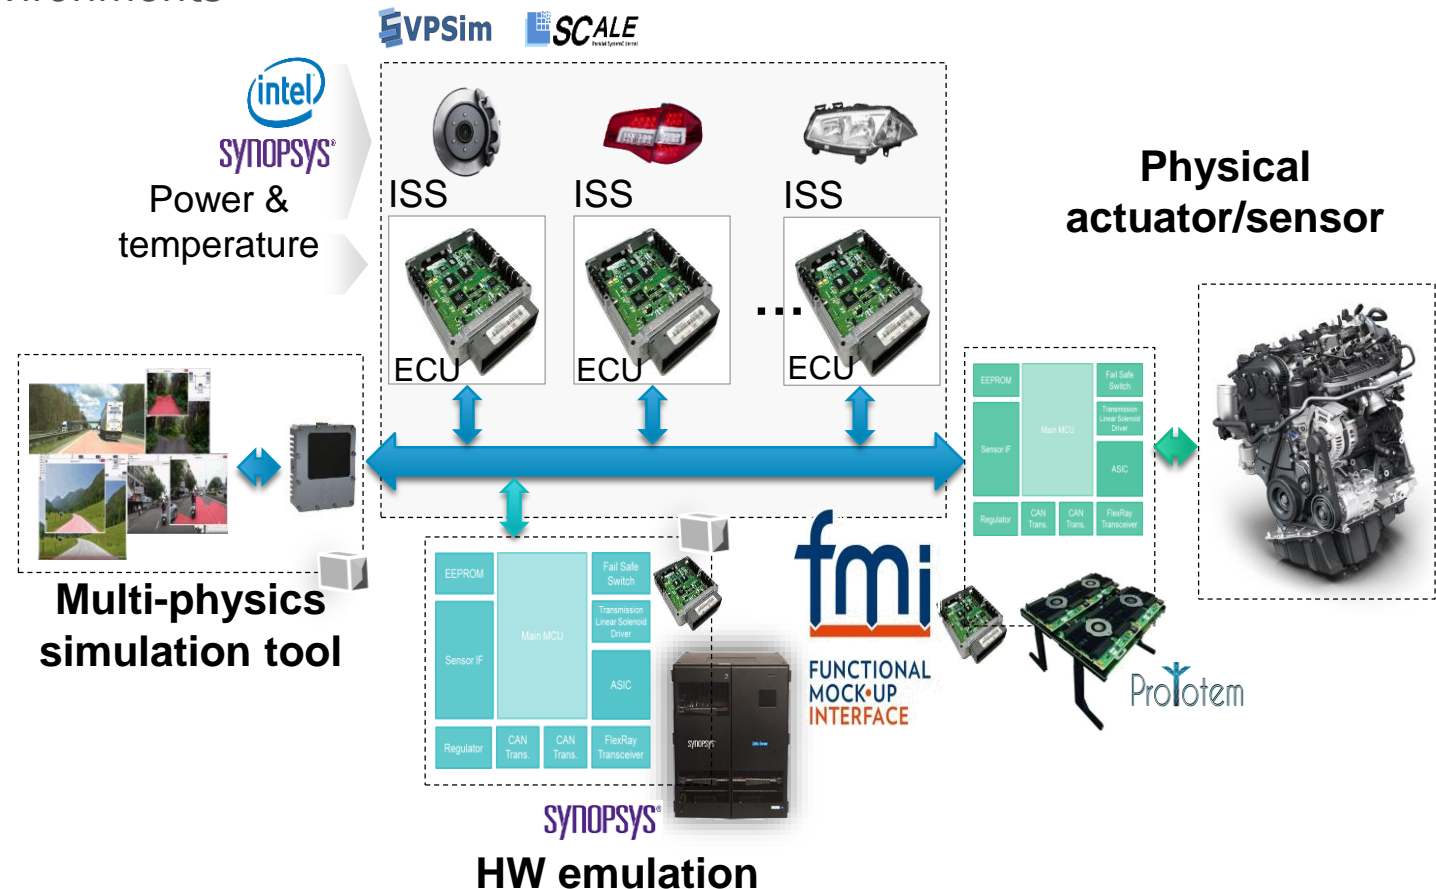 VPSim
SCALE
Parallel SystemC Kernel
intel
SYNOPSYS®
Power &
temperature
ISS
ISS
ISS
ECU
ECU
...
ECU
Physical
actuator/sensor
EEPROM
Fail Safe
Switch
Main MCU
Transmission
Linear Solenoid
Driver
Sensor IF
ASIC
Regulator
CAN
Trans.
CAN
Trans.
FlexRay
Transceiver
Multi-physics
simulation tool
EEPROM
Fail Safe
Switch
Main MCU
Transmission
Linear Solenoid
Driver
Sensor IF
ASIC
Regulator
CAN
Trans.
CAN
Trans.
FlexRay
Transceiver
fmi
FUNCTIONAL
MOCK-UP
INTERFACE
Prototem
SYNOPSYS
SYNOPSYS®
HW emulation